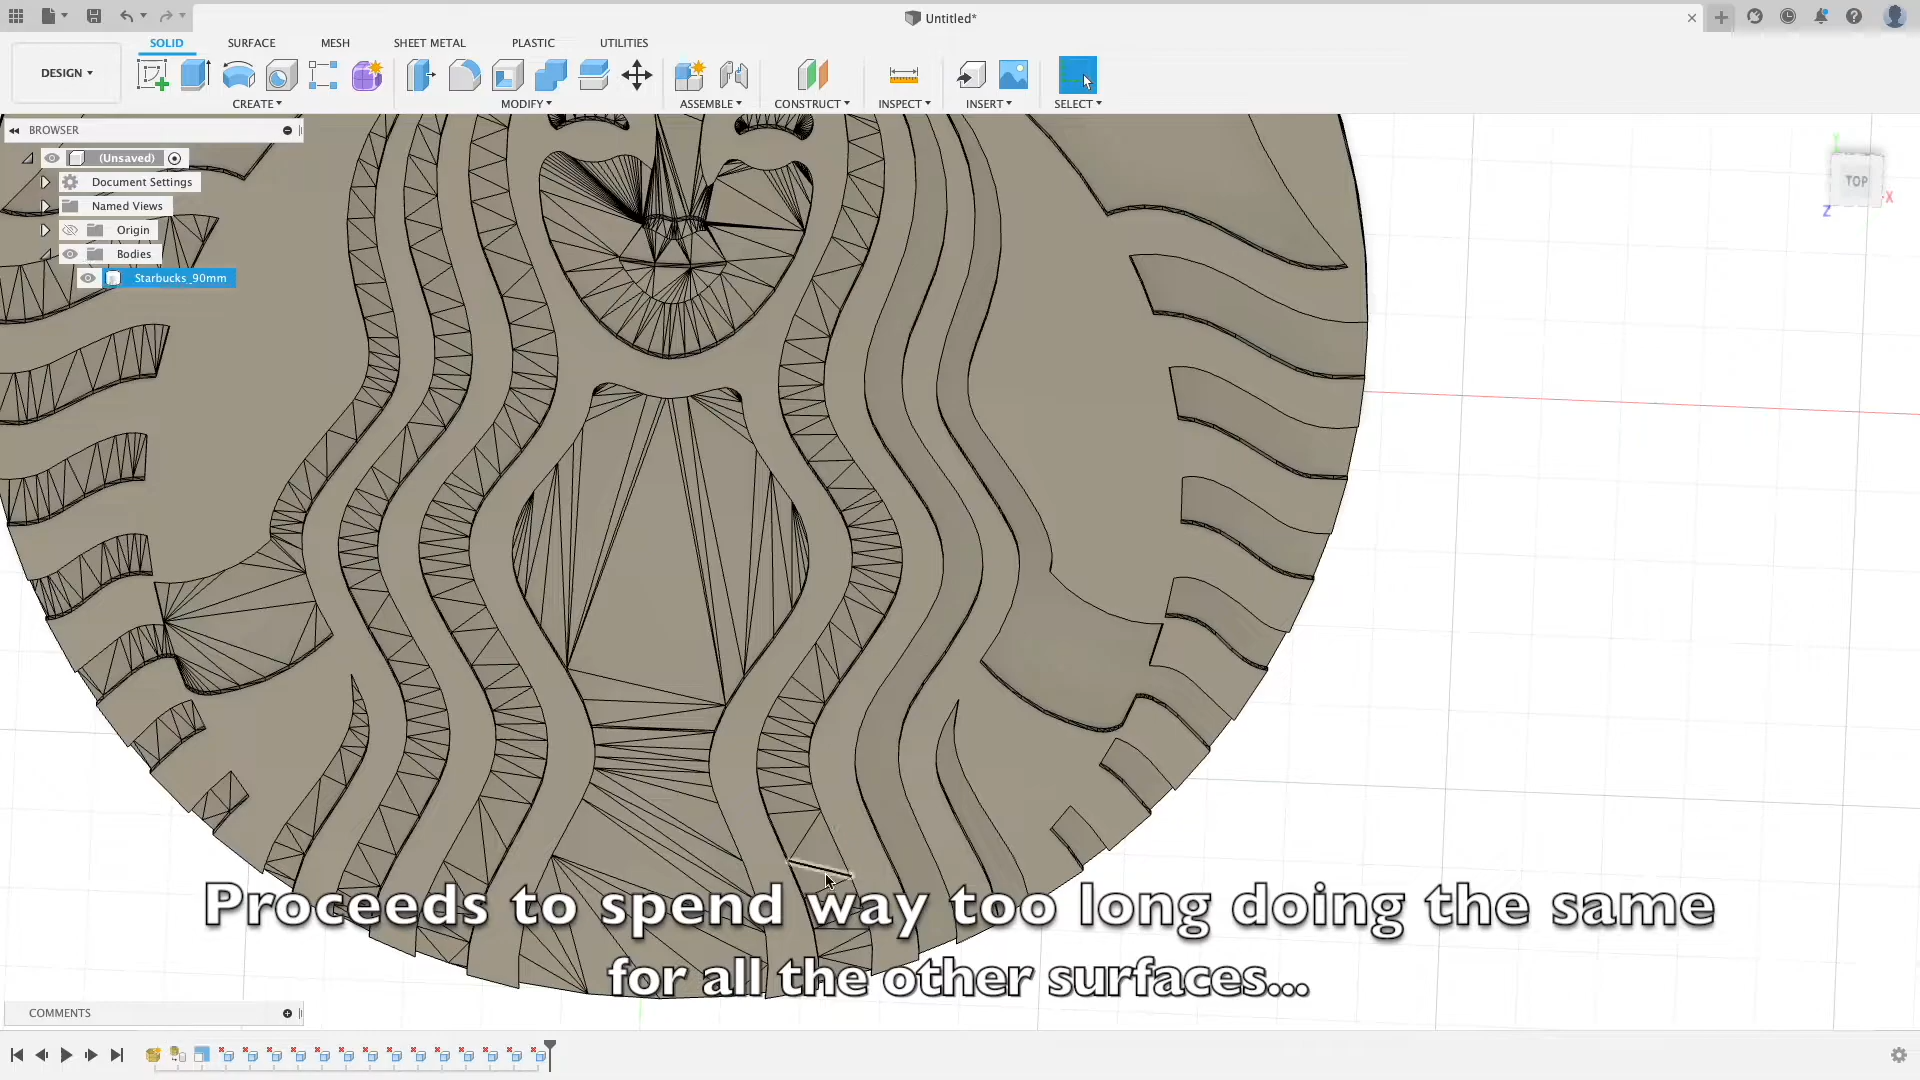 Untitled*
DESIGN
SOLID
SURFACE
MESH
SHEET METAL
PLASTIC
UTILITIES
CREATE
MODIFY
ASSEMBLE
CONSTRUCT
INSPECT
INSERT
SELECT
BROWSER
(Unsaved)
Document Settings
Named Views
Origin
Bodies
Starbucks_90mm
Y
TOP
X
Z
Proceeds to spend way too long doing the same
for all the other surfaces...
COMMENTS